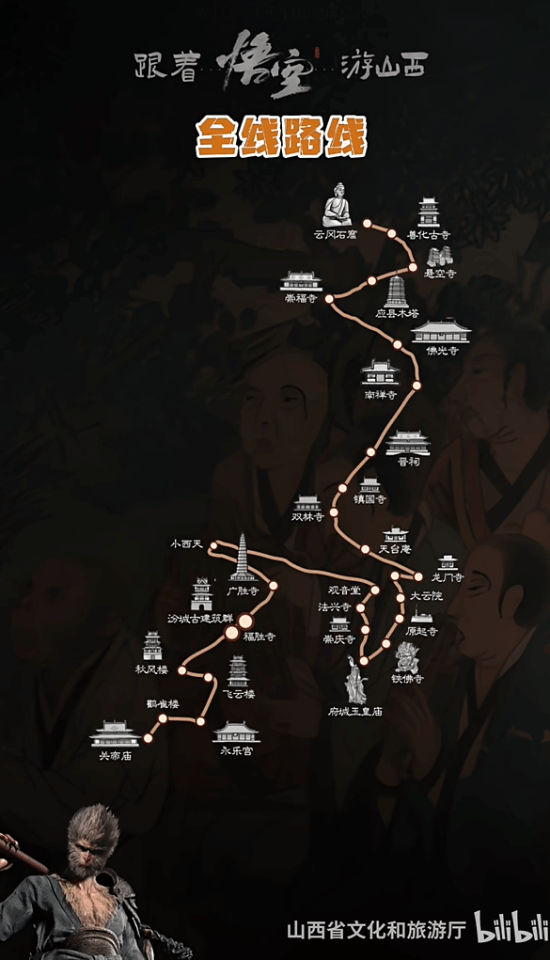 跟着悟空游山西
全线路线
云冈石窟
善化古寺
悬空寺
崇福寺
应县木塔
佛光寺
南禅寺
晋祠
镇国寺
双林寺
天台庵
小西天
龙门寺
广胜寺
观音堂
大云院
法兴寺
汾城古建筑群
原起寺
崇庆寺
福胜寺
秋风楼
铁佛寺
飞云楼
鹳雀楼
府城玉皇庙
关帝庙
永乐宫
山西省文化和旅游厅
bilibili